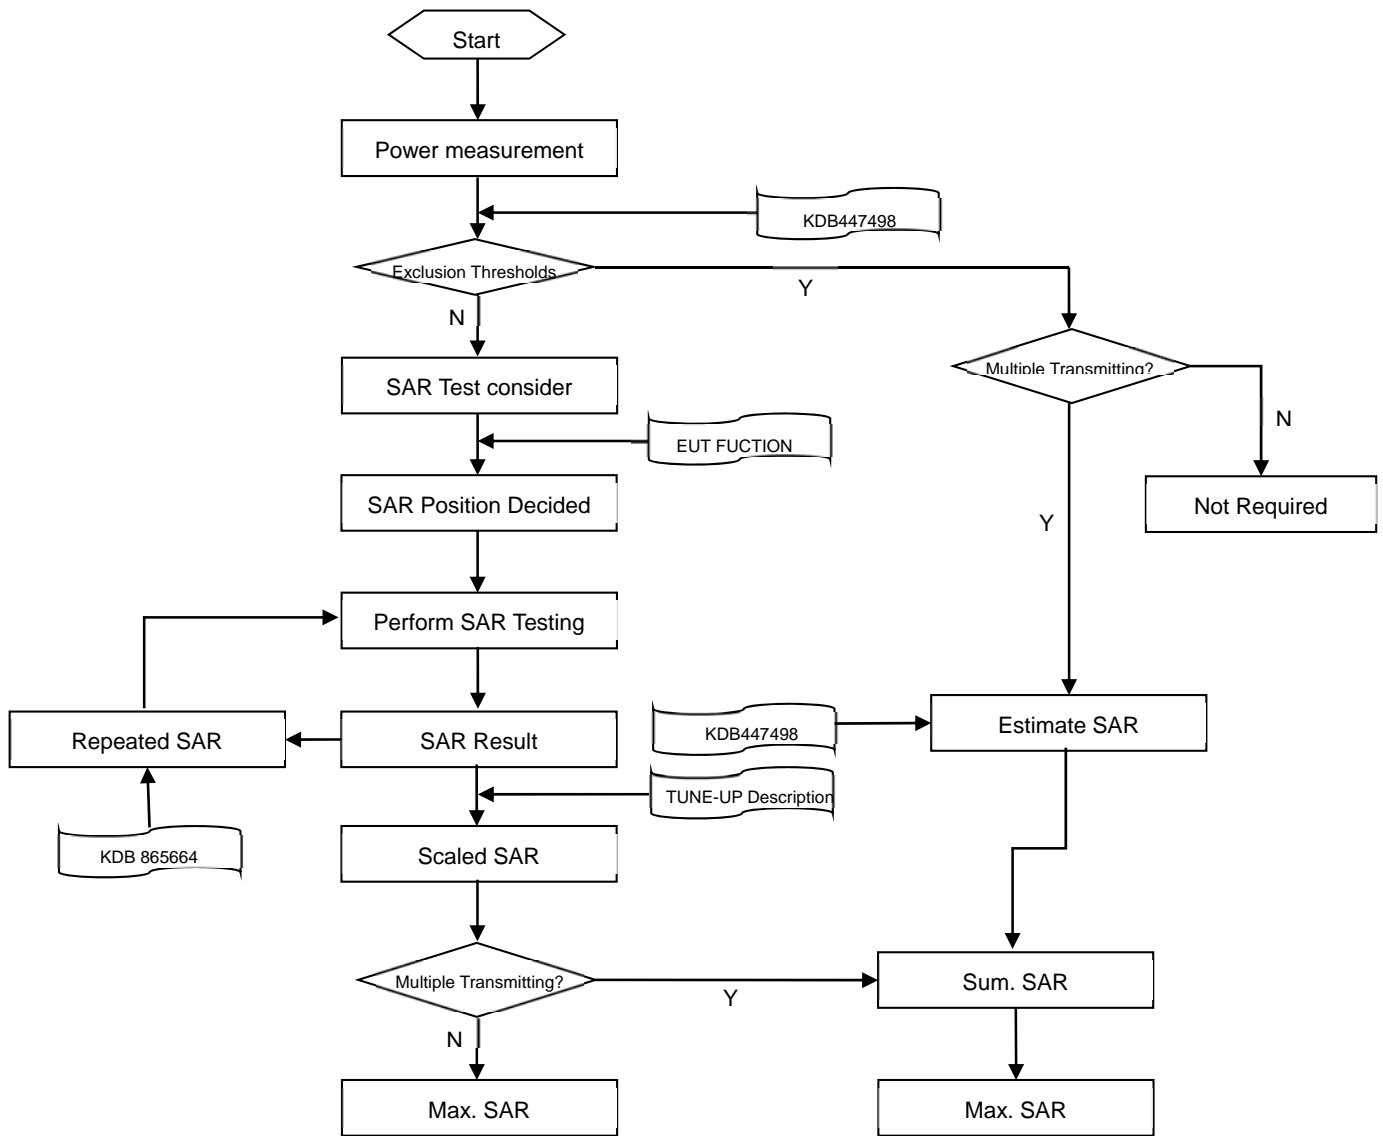 Start
Power measurement
KDB447498
Exclusion Thresholds
Y
N
Multiple Transmitting?
SAR Test consider
N
EUT FUCTION
SAR Position Decided
Not Required
Y
Perform SAR Testing
Repeated SAR
SAR Result
KDB447498
Estimate SAR
TUNE-UP Description
KDB 865664
Scaled SAR
Multiple Transmitting?
Y
Sum. SAR
N
Max. SAR
Max. SAR